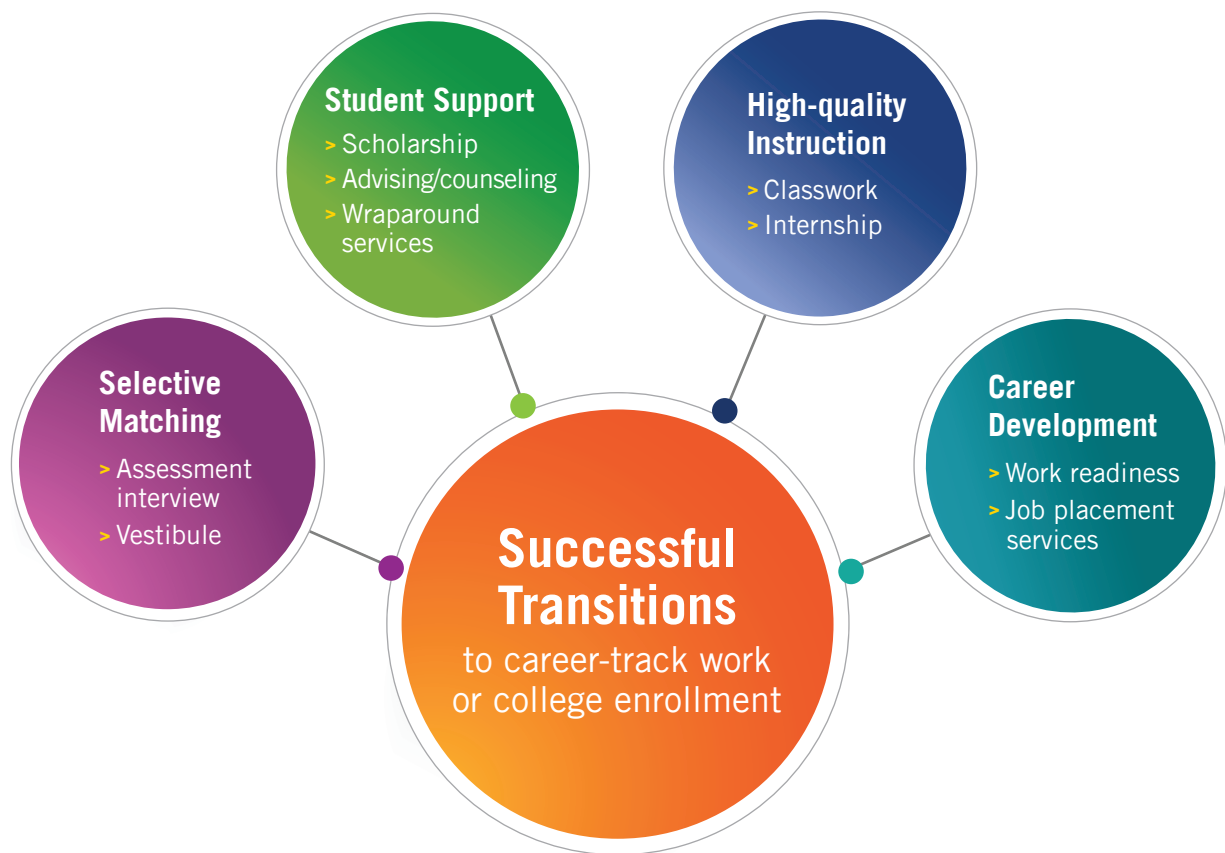 Student Support
> Scholarship
> Advising/counseling
> Wraparound
services
High-quality
Instruction
> Classwork
> Internship
Selective
Matching
> Assessment
interview
> Vestibule
Career
Development
> Work readiness
> Job placement
services
Successful
Transitions
to career-track work
or college enrollment